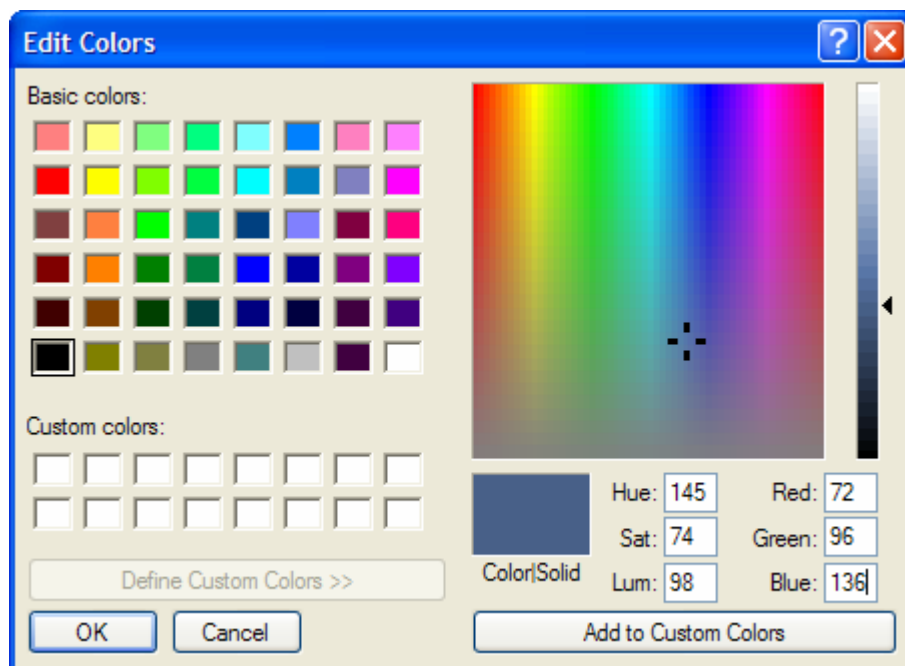 Edit Colors
Basic colors:
Custom colors:
Define Custom Colors >>
OK Cancel
Color|Solid
Hue: 145 Red: 72
Sat: 74 Green: 96
Lum: 98 Blue: 136
Add to Custom Colors